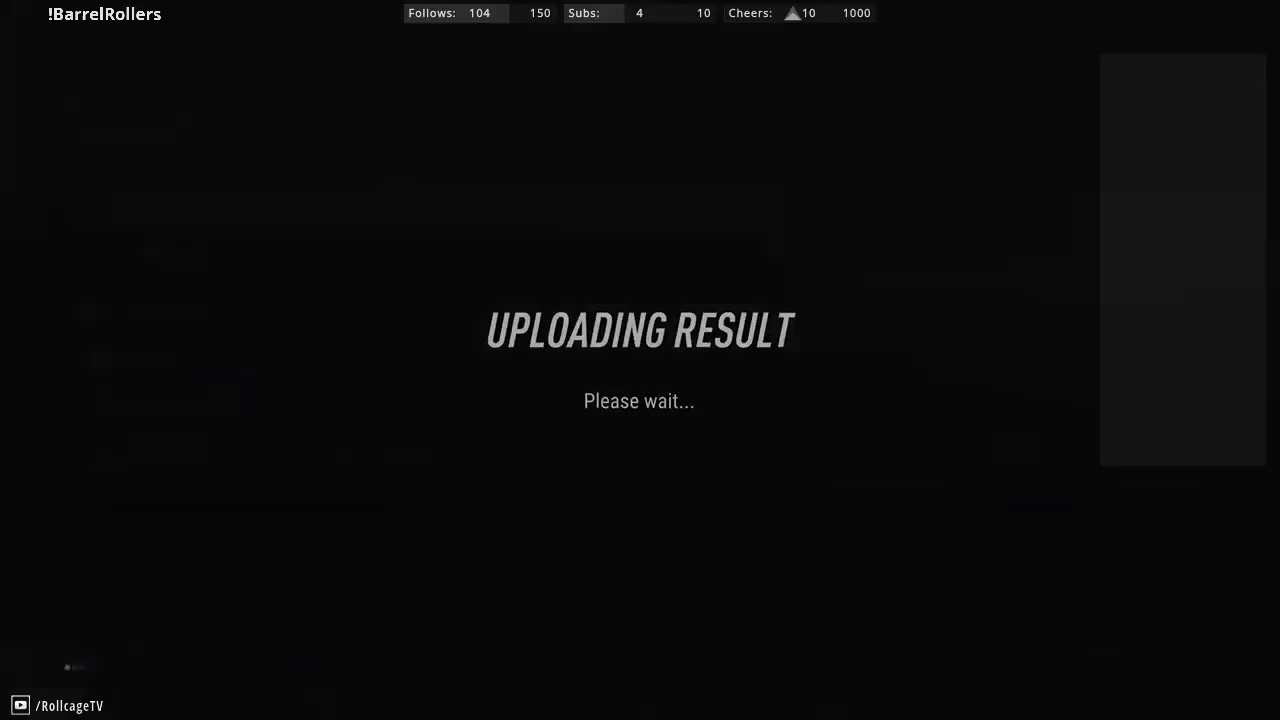 !BarrelRollers
Follows: 104 150 Subs: 4 10 Cheers: 10 1000
UPLOADING RESULT
Please wait...
/RollcageTV